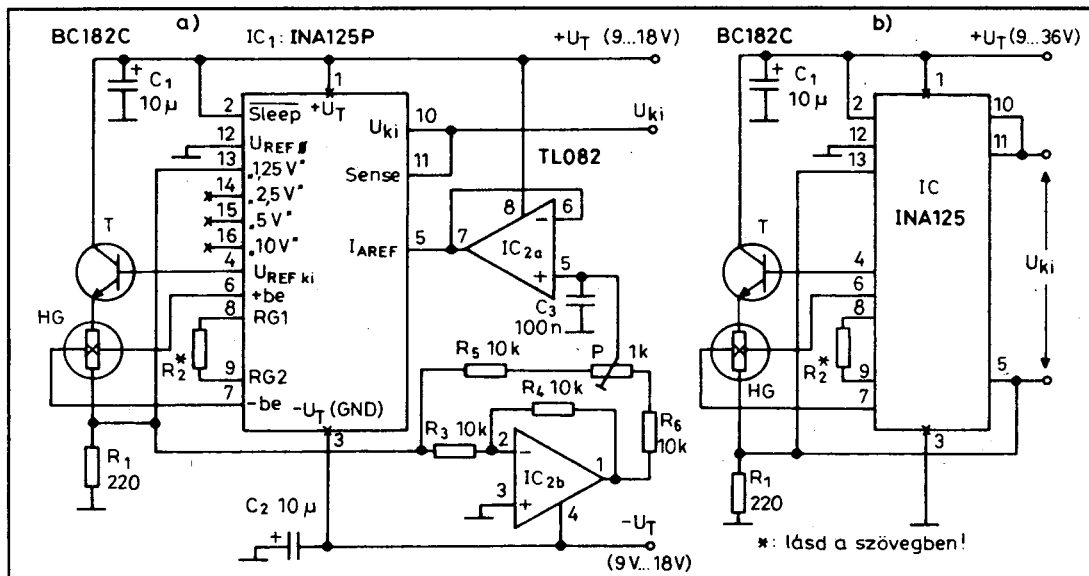 a)
BC182C
IC1: INA125P
+UT (9...18V)
+
C1
10µ
1
2
Sleep
+UT
12
UREF0
13
„1,25V"
14
„2,5V"
15
„5V"
16
„10V"
4
UREFki
6
+be
8
RG1
9
RG2
7
-be
-UT (GND)
3
10
Uki
11
Sense
5
IAREF
Uki
TL082
8
6
7
IC2a
-
+
5
C3
100n
T
HG
R2*
R1
220
R5 10k
P
1k
R4 10k
R3 10k
2
-
1
IC2b
3
+
4
R6
10k
C2 10µ
+
-UT
(9V...18V)
b)
BC182C
+UT (9...36V)
+
C1
10µ
1
2
12
13
10
11
IC
INA125
T
4
6
8
R2*
9
7
HG
5
Uki
3
R1
220
*: lásd a szövegben!